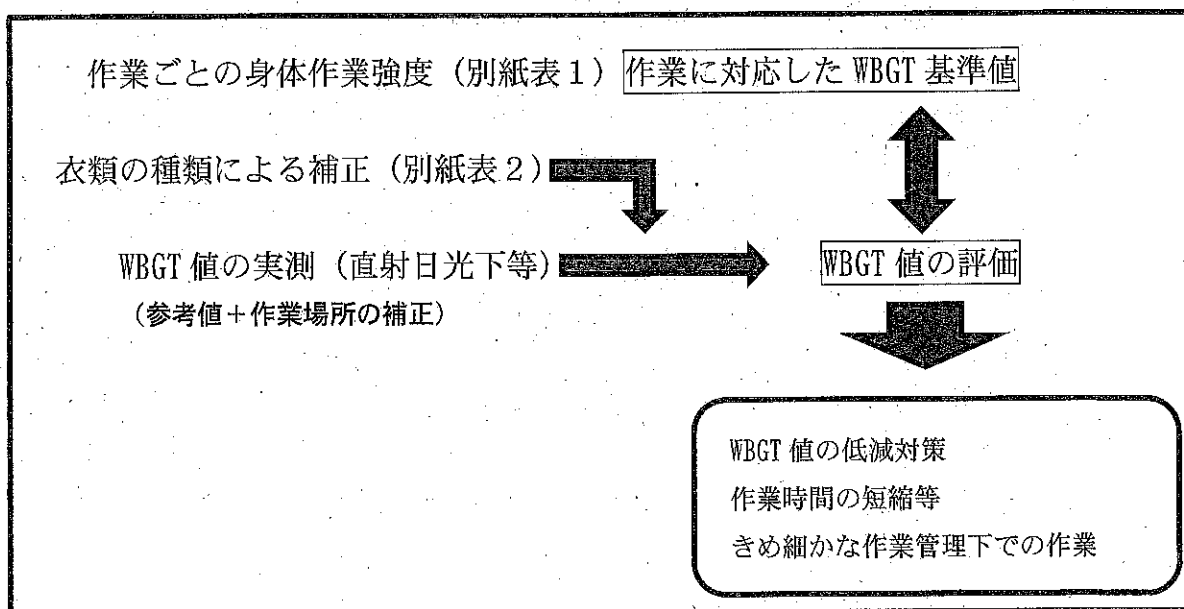 作業ごとの身体作業強度(別紙表1) 作業に対応したWBGT基準値
衣類の種類による補正(別紙表2)
WBGT値の実測(直射日光下等) WBGT値の評価
(参考値+作業場所の補正)
WBGT値の低減対策
作業時間の短縮等
きめ細かな作業管理下での作業